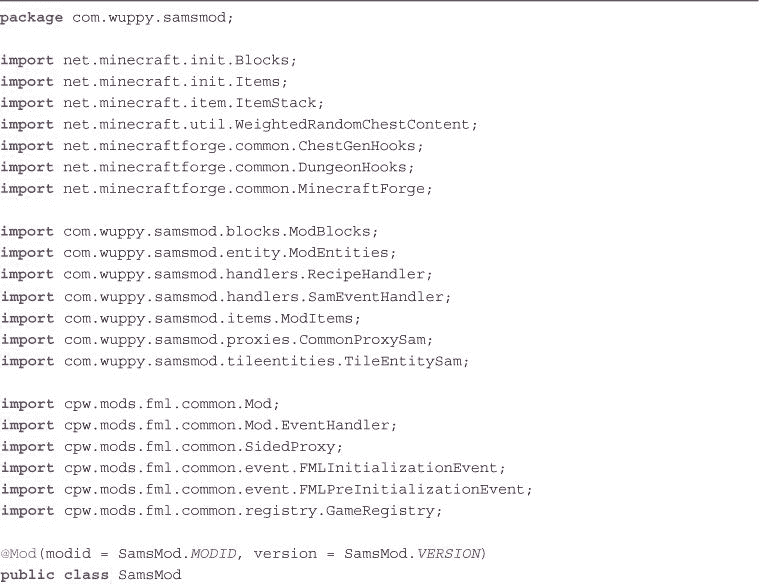 package com.wuppy.samsmod;
import net.minecraft.init.Blocks;
import net.minecraft.init.Items;
import net.minecraft.item.ItemStack;
import net.minecraft.util.WeightedRandomChestContent;
import net.minecraftforge.common.ChestGenHooks;
import net.minecraftforge.common.DungeonHooks;
import net.minecraftforge.common.MinecraftForge;
import com.wuppy.samsmod.blocks.ModBlocks;
import com.wuppy.samsmod.entity.ModEntities;
import com.wuppy.samsmod.handlers.RecipeHandler;
import com.wuppy.samsmod.handlers.SamEventHandler;
import com.wuppy.samsmod.items.ModItems;
import com.wuppy.samsmod.proxies.CommonProxySam;
import com.wuppy.samsmod.tileentities.TileEntitySam;
import cpw.mods.fml.common.Mod;
import cpw.mods.fml.common.Mod.EventHandler;
import cpw.mods.fml.common.SidedProxy;
import cpw.mods.fml.common.event.FMLInitializationEvent;
import cpw.mods.fml.common.event.FMLPreInitializationEvent;
import cpw.mods.fml.common.registry.GameRegistry;
@Mod(modid = SamsMod.MODID, version = SamsMod.VERSION)
public class SamsMod